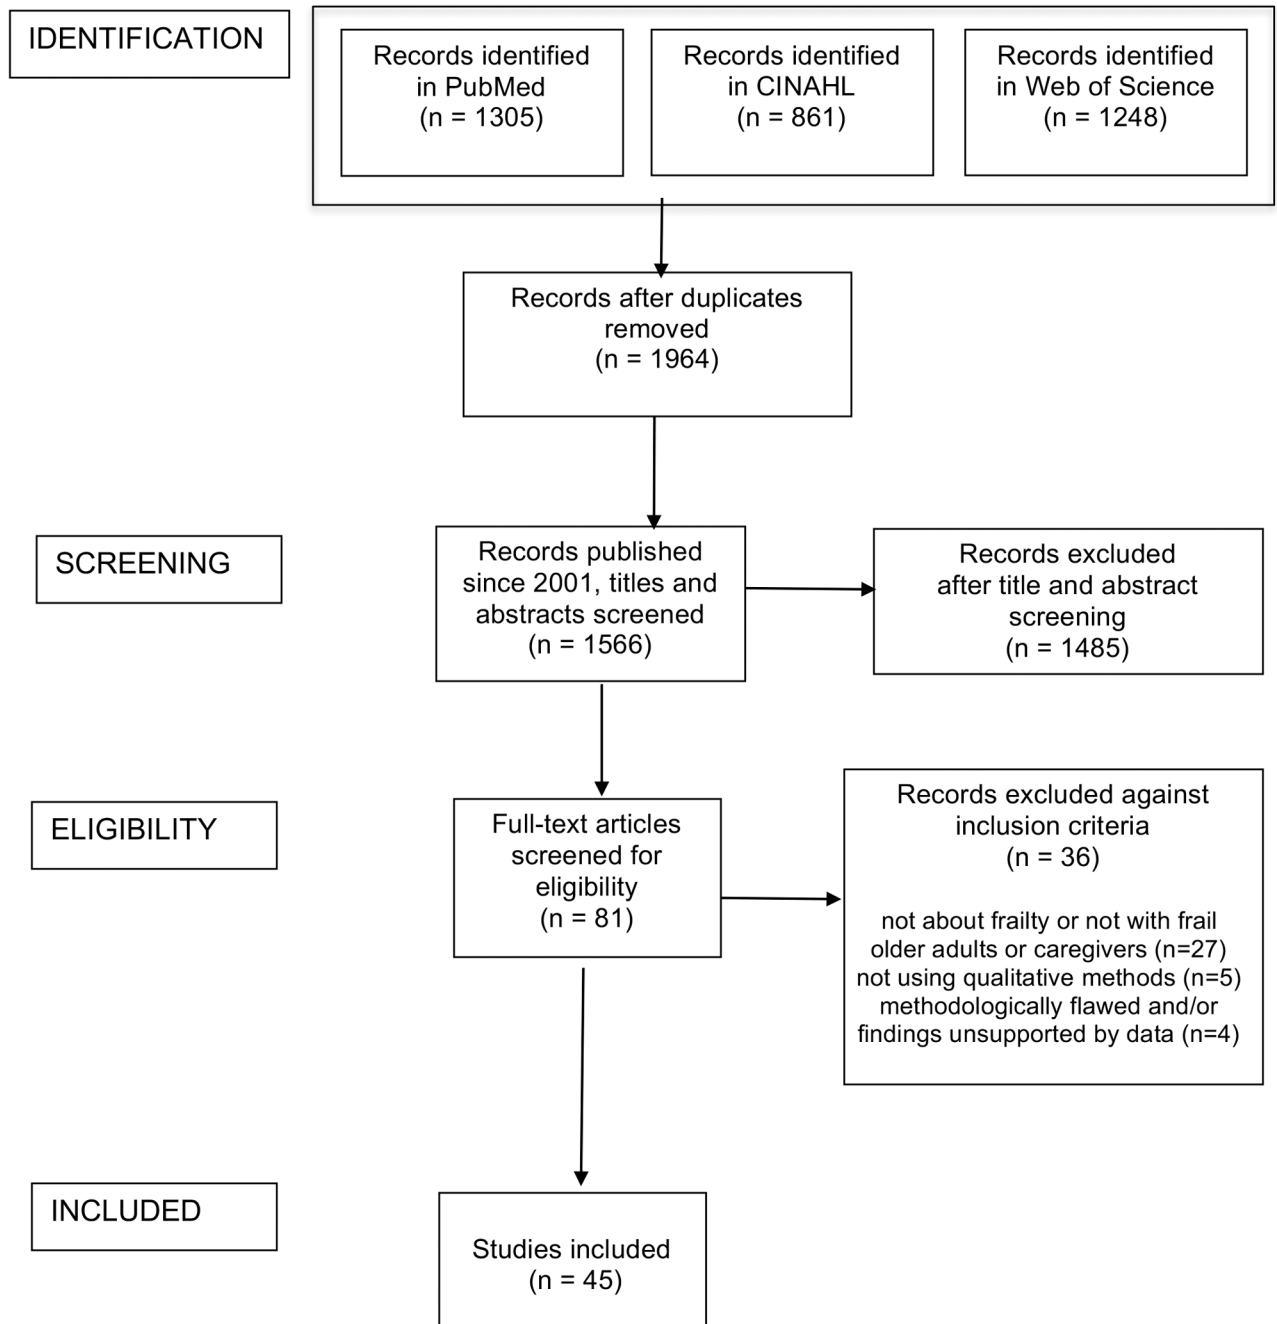 IDENTIFICATION
Records identified
in PubMed
(n = 1305)
Records identified
in CINAHL
(n = 861)
Records identified
in Web of Science
(n = 1248)
Records after duplicates
removed
(n = 1964)
SCREENING
Records published
since 2001, titles and
abstracts screened
(n = 1566)
Records excluded
after title and abstract
screening
(n = 1485)
ELIGIBILITY
Full-text articles
screened for
eligibility
(n = 81)
Records excluded against
inclusion criteria
(n = 36)
not about frailty or not with frail
older adults or caregivers (n=27)
not using qualitative methods (n=5)
methodologically flawed and/or
findings unsupported by data (n=4)
INCLUDED
Studies included
(n = 45)